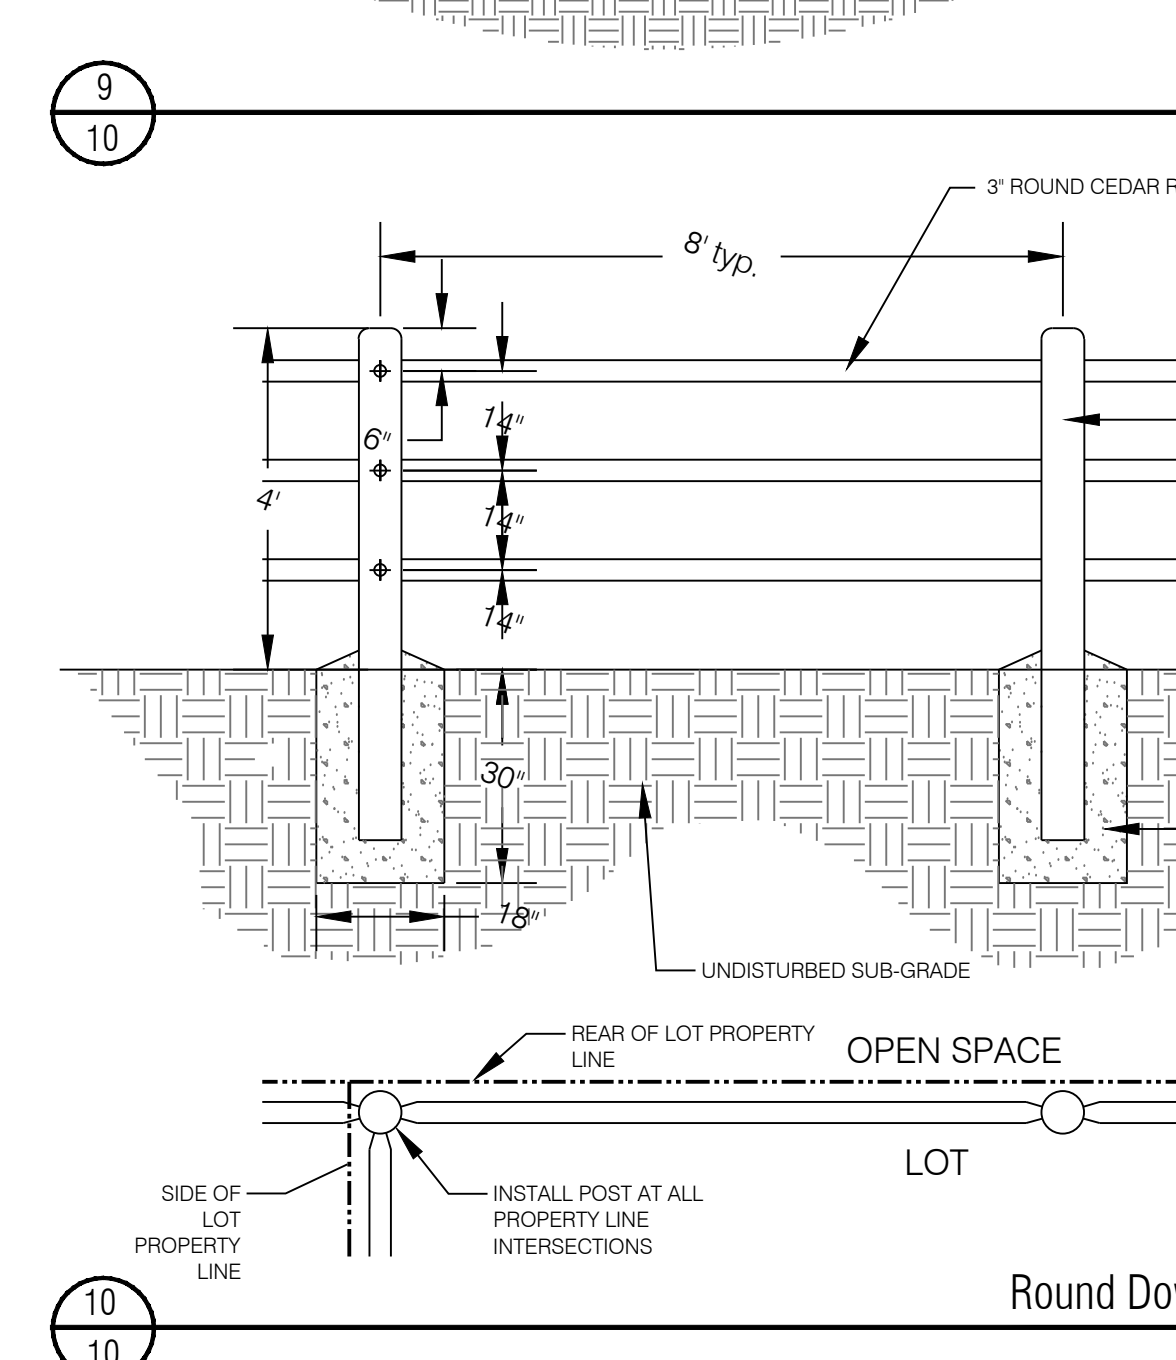 9
10
3" ROUND CEDAR R
8' typ.
14"
6"
4'
14"
14"
30"
18"
UNDISTURBED SUB-GRADE
REAR OF LOT PROPERTY
LINE
OPEN SPACE
LOT
SIDE OF
LOT
PROPERTY
LINE
INSTALL POST AT ALL
PROPERTY LINE
INTERSECTIONS
10
Round Do
10